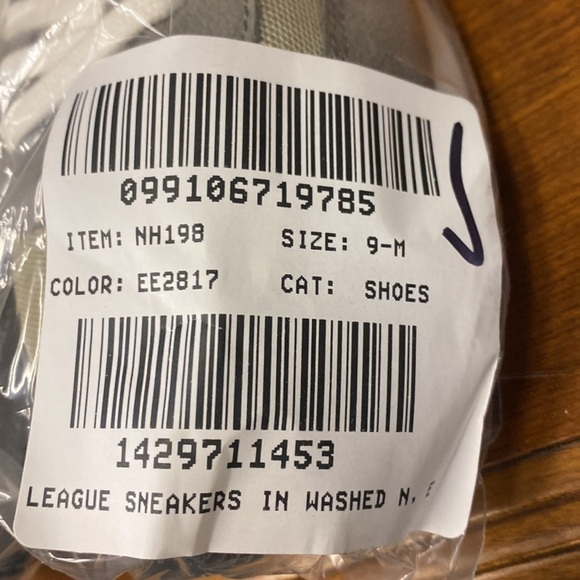 099106719785
ITEM: NH198 SIZE: 9-M
COLOR: EE2817 CAT: SHOES
1429711453
LEAGUE SNEAKERS IN WASHED N.